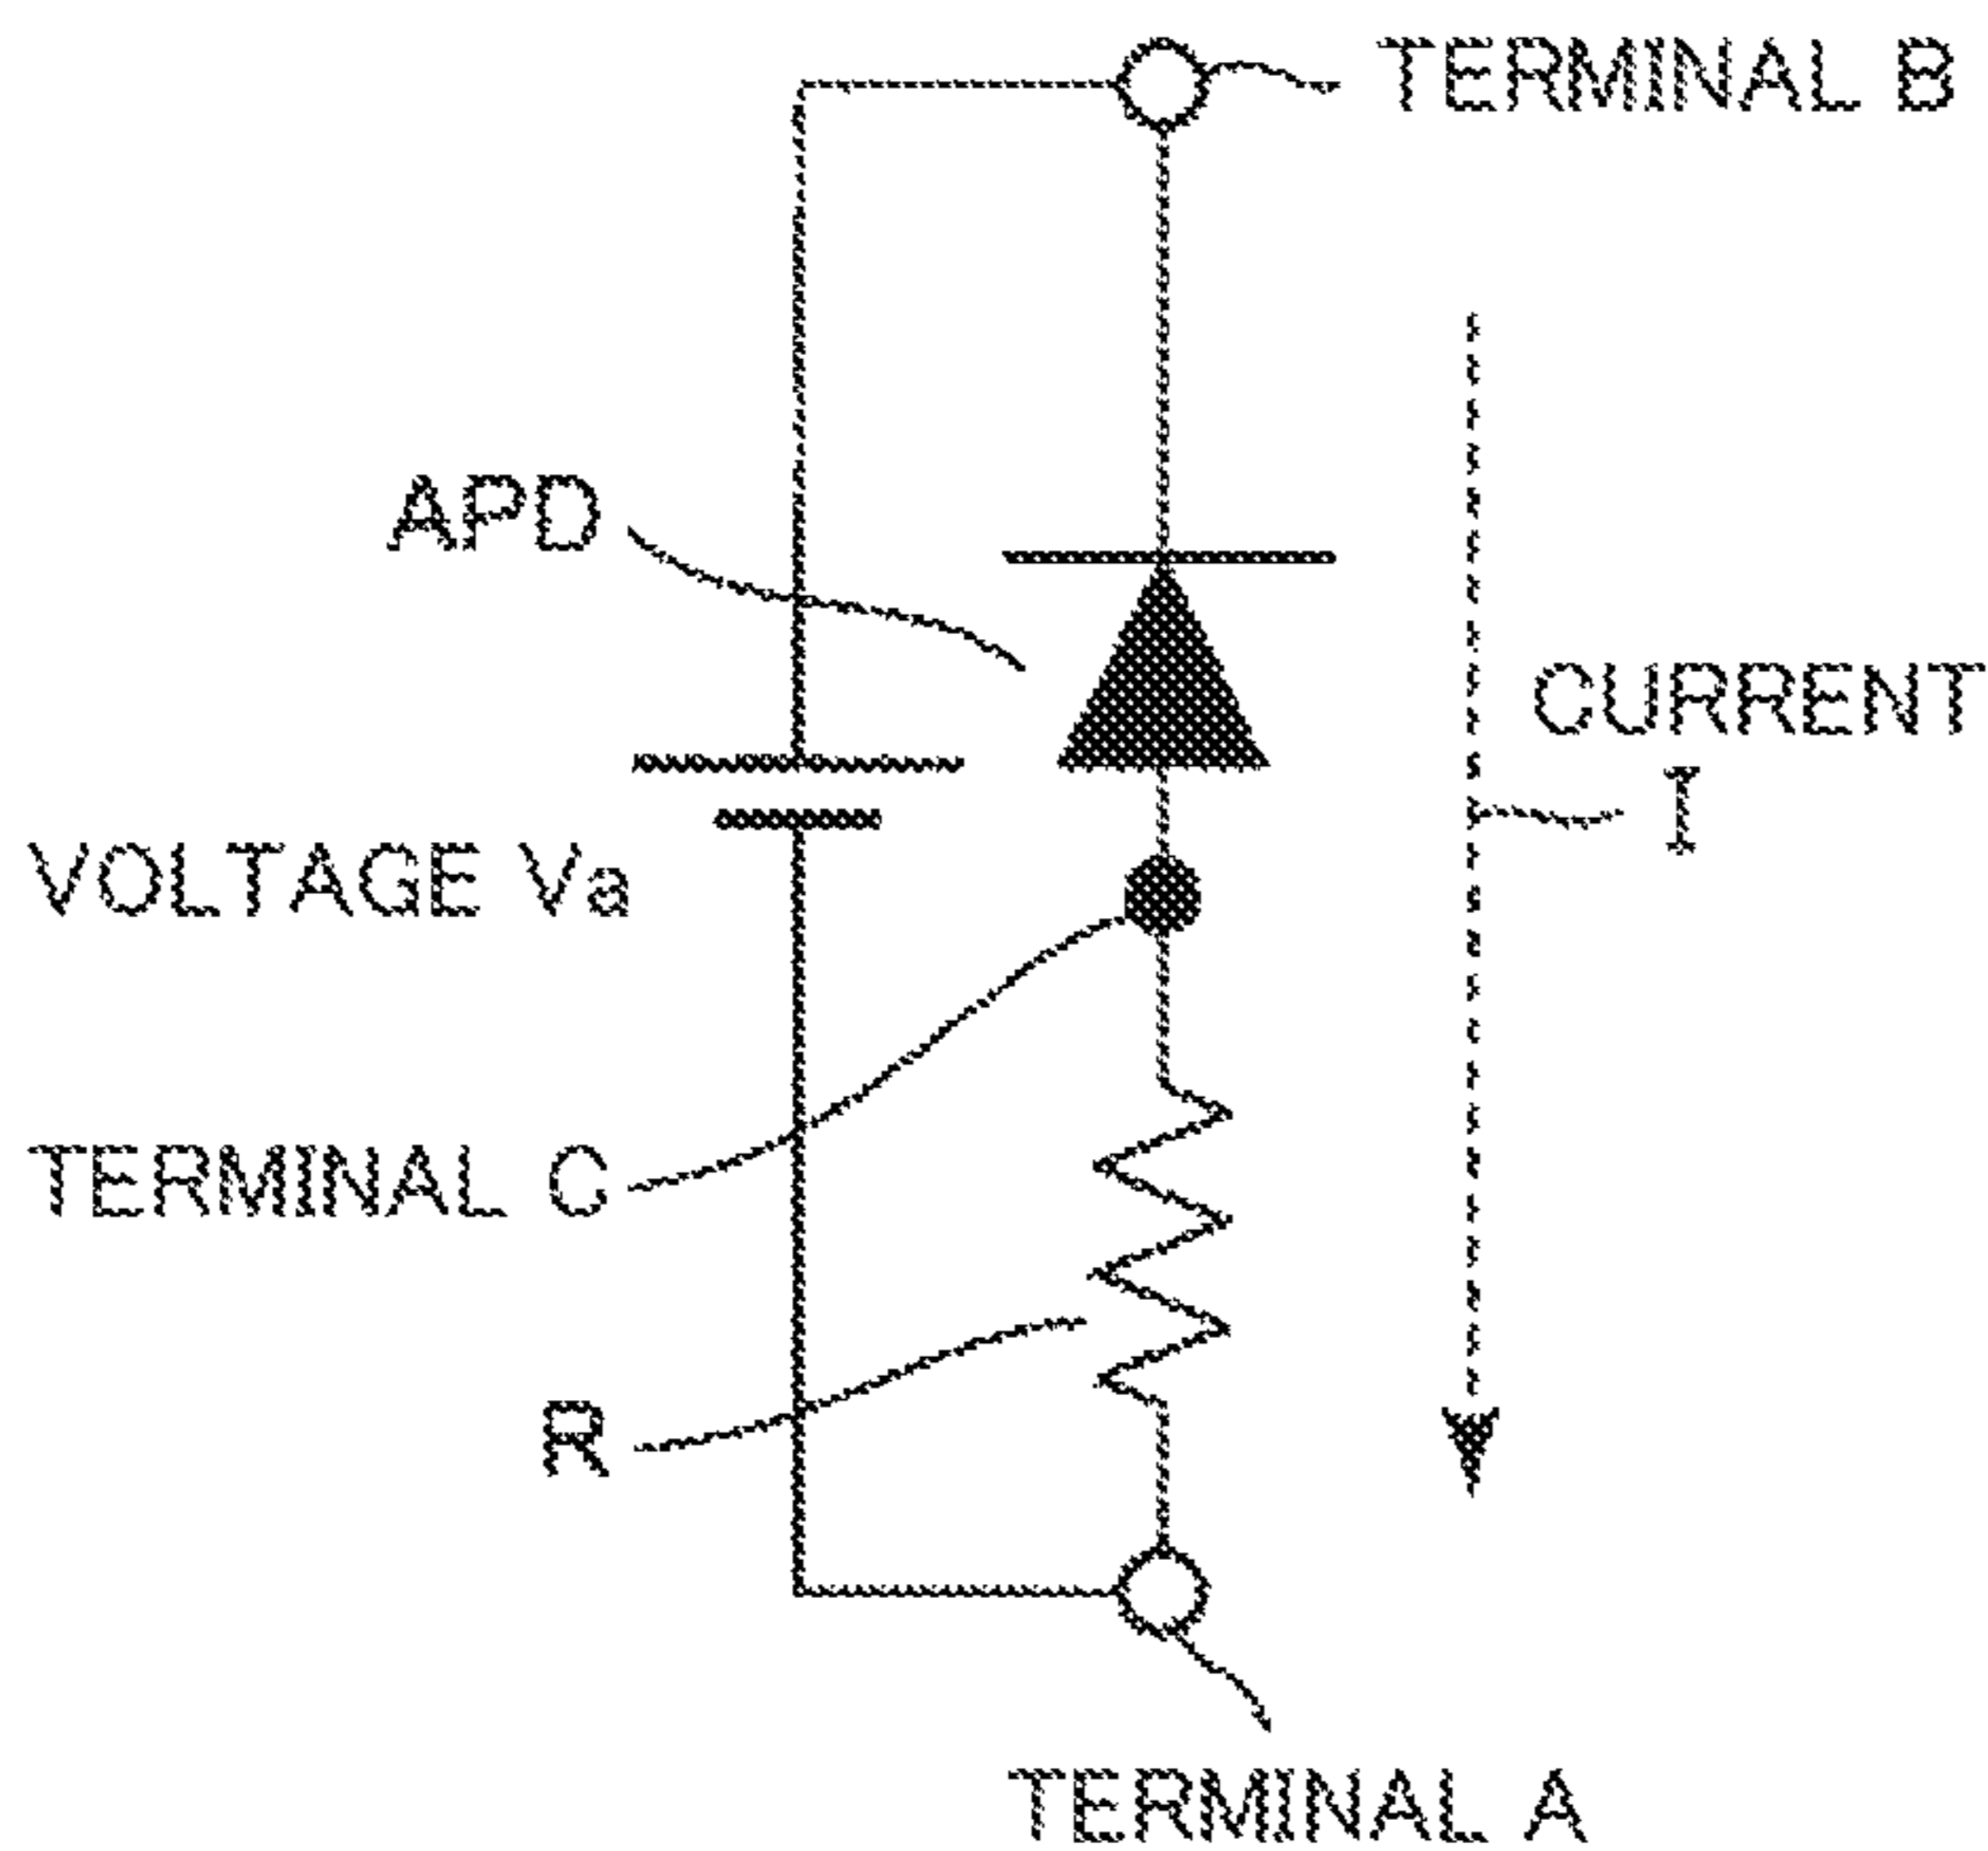 TERMINAL B
APD
CURRENT
I
VOLTAGE Va
TERMINAL C
R
TERMINAL A